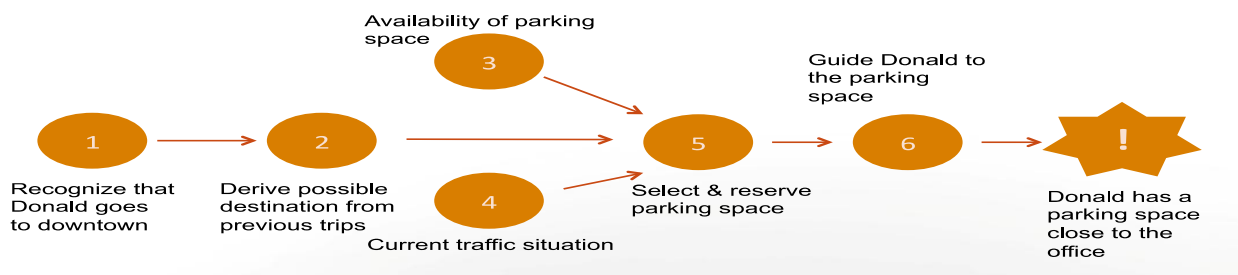 Availability of parking
space
3
Guide Donald to
the parking
space
1
2
5
6
!
Recognize that
Donald goes
to downtown
Derive possible
destination from
previous trips
4
Current traffic situation
Select & reserve
parking space
Donald has a
parking space
close to the
office